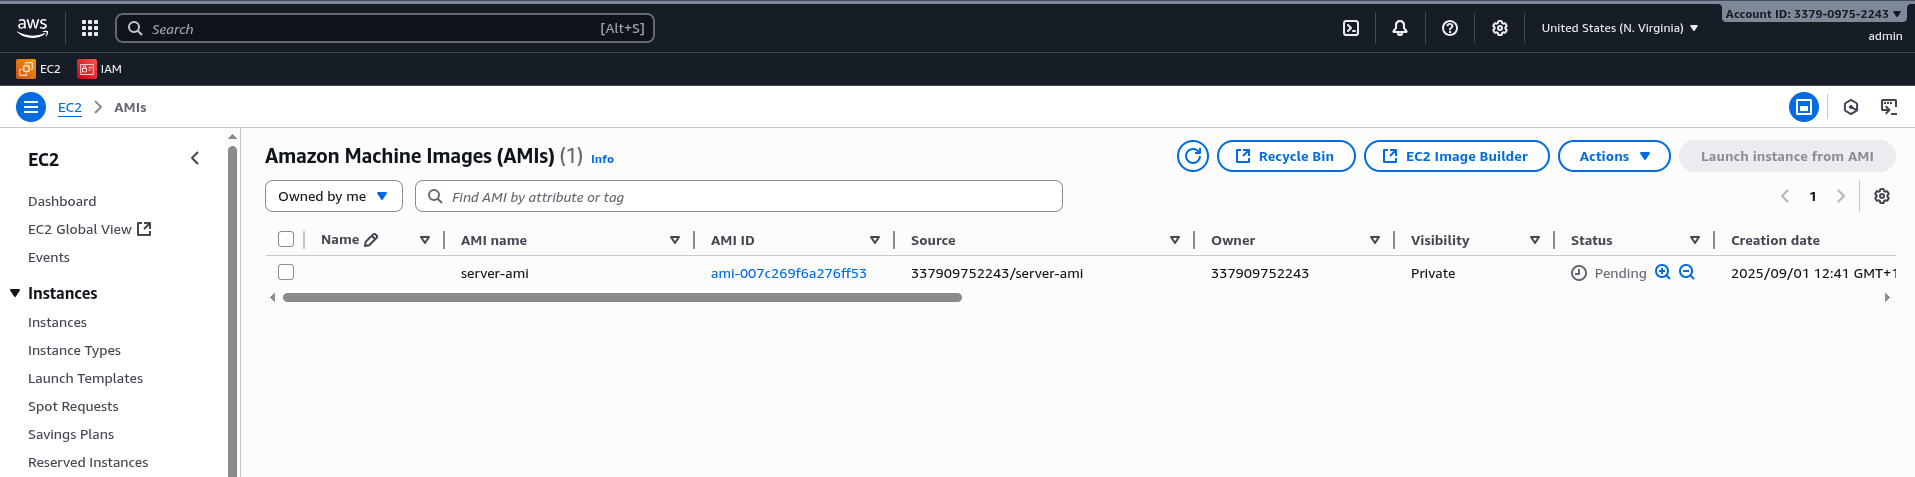 aws
Search [Alt+S]
United States (N. Virginia)
Account ID: 3379-0975-2243
admin
EC2 IAM
EC2 AMIs
EC2
Dashboard
EC2 Global View
Events
Instances
Instances
Instance Types
Launch Templates
Spot Requests
Savings Plans
Reserved Instances
Amazon Machine Images (AMIs) (1) Info
Recycle Bin EC2 Image Builder Actions Launch instance from AMI
Owned by me Find AMI by attribute or tag 1
Name AMI name AMI ID Source Owner Visibility Status Creation date
server-ami ami-007c269f6a276ff53 337909752243/server-ami 337909752243 Private Pending 2025/09/01 12:41 GMT+1